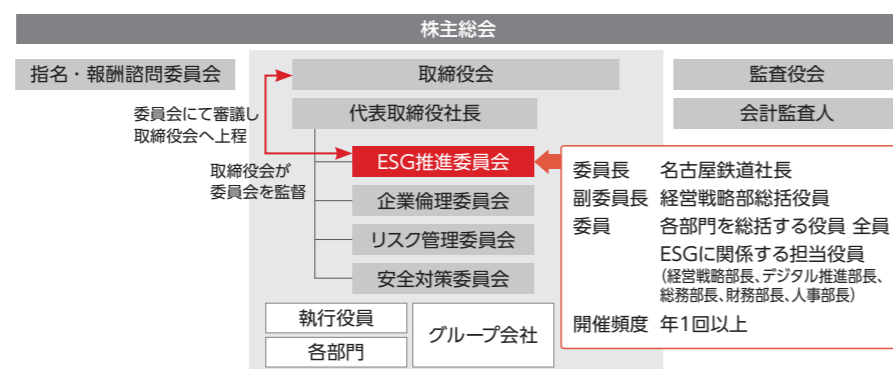 株主総会
指名・報酬諮問委員会
取締役会
監査役会
代表取締役社長
会計監査人
委員会にて審議し
取締役会へ上程
取締役会が
委員会を監督
ESG推進委員会
企業倫理委員会
リスク管理委員会
安全対策委員会
執行役員
各部門
グループ会社
委員長 名古屋鉄道社長
副委員長 経営戦略部総括役員
委員 各部門を総括する役員 全員
ESGに関係する担当役員
(経営戦略部長、デジタル推進部長、
総務部長、財務部長、人事部長)
開催頻度 年1回以上